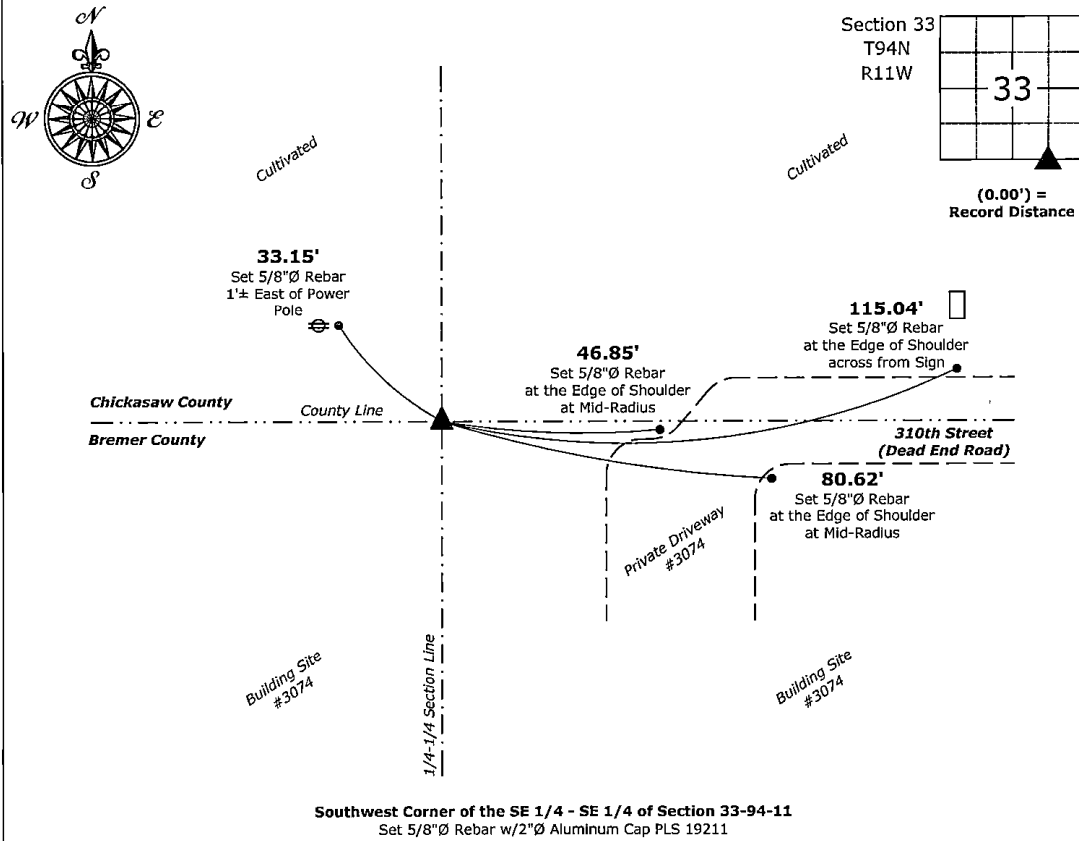 N
W
E
S
Section 33
T94N
R11W
33
(0.00') =
Record Distance
Cultivated
Cultivated
33.15'
Set 5/8"Ø Rebar
1'± East of Power
Pole
115.04'
Set 5/8"Ø Rebar
at the Edge of Shoulder
across from Sign
46.85'
Set 5/8"Ø Rebar
at the Edge of Shoulder
at Mid-Radius
Chickasaw County
County Line
Bremer County
310th Street
(Dead End Road)
80.62'
Set 5/8"Ø Rebar
at the Edge of Shoulder
at Mid-Radius
Private Driveway
#3074
Building Site
#3074
1/4-1/4 Section Line
Building Site
#3074
Southwest Corner of the SE 1/4 - SE 1/4 of Section 33-94-11
Set 5/8"Ø Rebar w/2"Ø Aluminum Cap PLS 19211